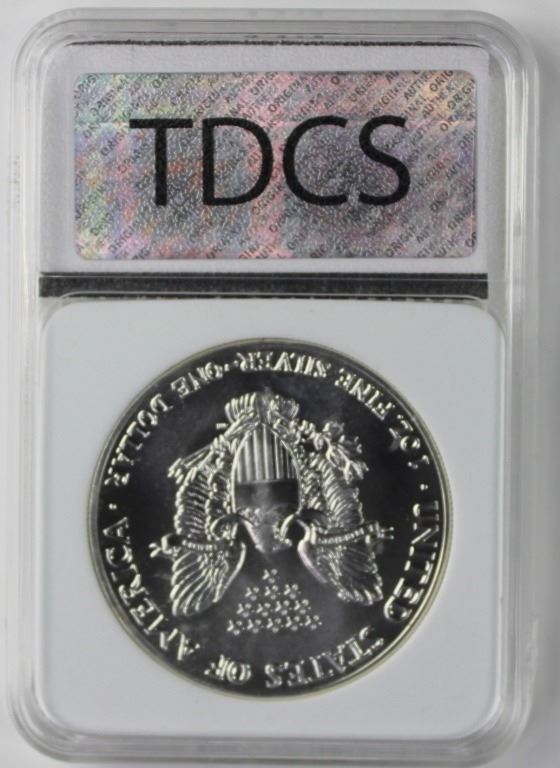 TDCS
UNITED STATES OF AMERICA
1 OZ. FINE SILVER~ONE DOLLAR